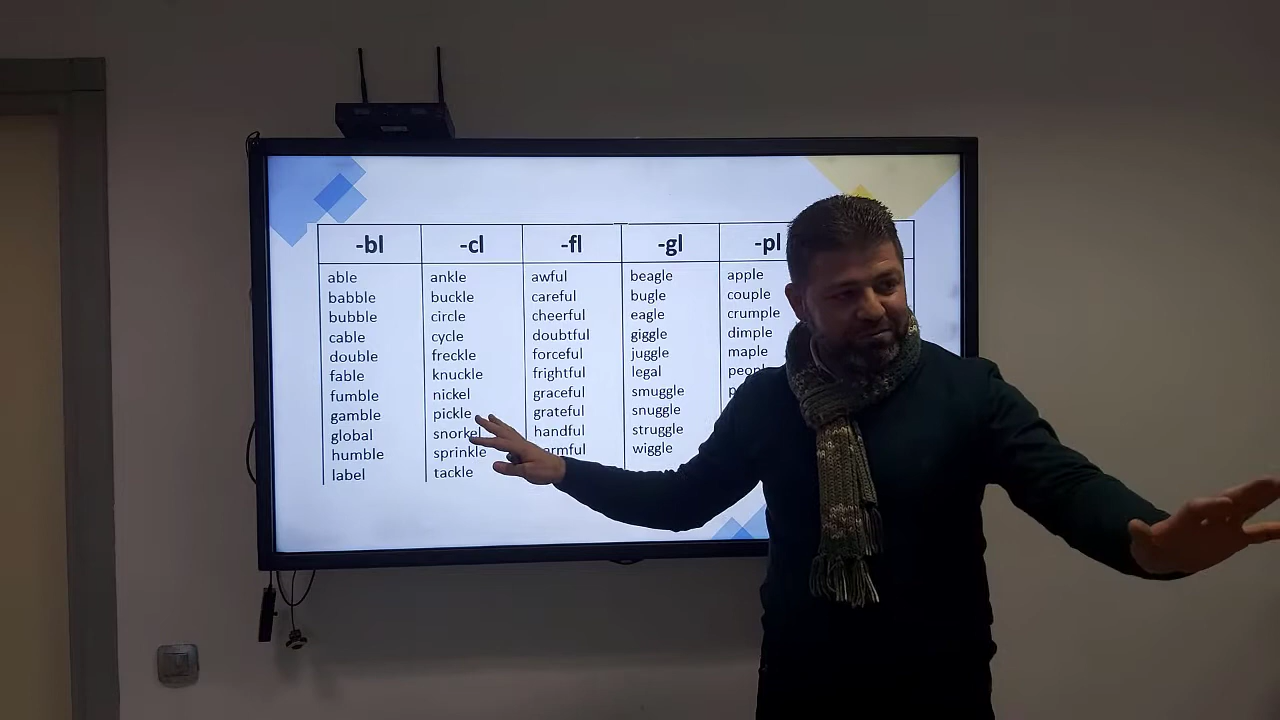 -bl -cl -fl -gl -pl
able ankle awful beagle apple
babble buckle careful bugle couple
bubble circle cheerful eagle crumple
cable cycle doubtful giggle dimple
double freckle forceful juggle maple
fable knuckle frightful legal
fumble nickel graceful smuggle
gamble pickle grateful snuggle
global snorkel handful struggle
humble sprinkle wiggle
label tackle